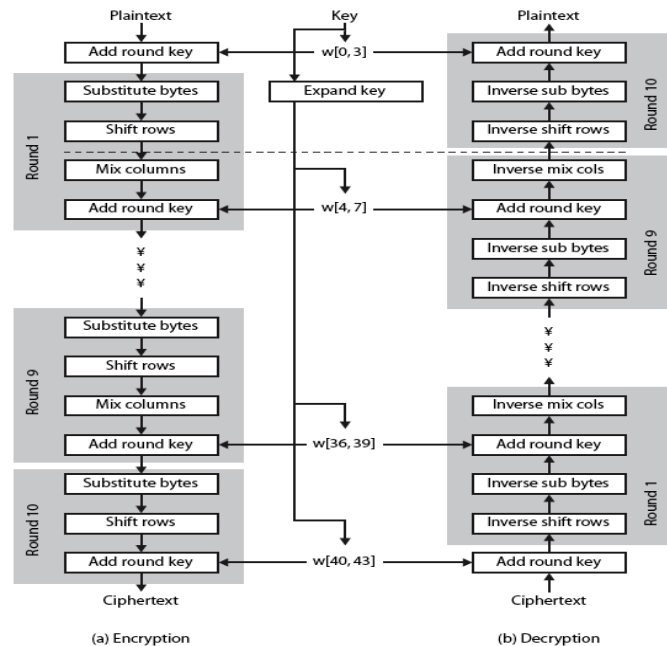 Plaintext
Add round key
Round 1
Substitute bytes
Shift rows
Mix columns
Add round key
¥
¥
¥
Round 9
Substitute bytes
Shift rows
Mix columns
Add round key
Round 10
Substitute bytes
Shift rows
Add round key
Ciphertext
(a) Encryption
Key
w[0, 3]
Expand key
w[4, 7]
w[36, 39]
w[40, 43]
Plaintext
Add round key
Inverse sub bytes
Inverse shift rows
Round 10
Inverse mix cols
Add round key
Inverse sub bytes
Inverse shift rows
Round 9
¥
¥
¥
Inverse mix cols
Add round key
Inverse sub bytes
Inverse shift rows
Round 1
Add round key
Ciphertext
(b) Decryption